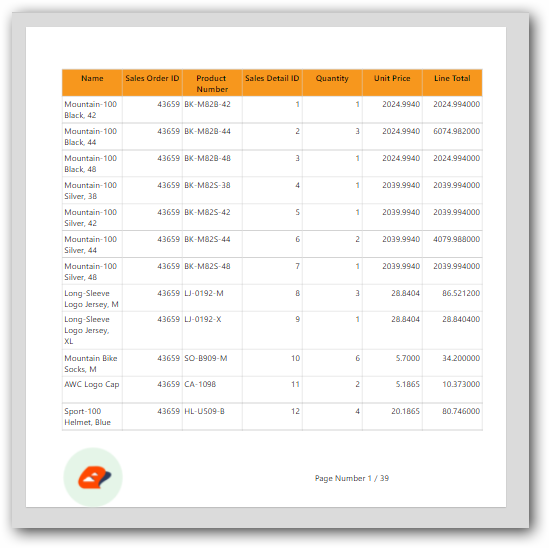 Name Sales Order ID Product Number Sales Detail ID Quantity Unit Price Line Total
Mountain-100 Black, 42 43659 BK-M82B-42 1 1 2024.9940 2024.994000
Mountain-100 Black, 44 43659 BK-M82B-44 2 3 2024.9940 6074.982000
Mountain-100 Black, 48 43659 BK-M82B-48 3 1 2024.9940 2024.994000
Mountain-100 Silver, 38 43659 BK-M82S-38 4 1 2039.9940 2039.994000
Mountain-100 Silver, 42 43659 BK-M82S-42 5 1 2039.9940 2039.994000
Mountain-100 Silver, 44 43659 BK-M82S-44 6 2 2039.9940 4079.988000
Mountain-100 Silver, 48 43659 BK-M82S-48 7 1 2039.9940 2039.994000
Long-Sleeve Logo Jersey, M 43659 LJ-0192-M 8 3 28.8404 86.521200
Long-Sleeve Logo Jersey, XL 43659 LJ-0192-X 9 1 28.8404 28.840400
Mountain Bike Socks, M 43659 SO-B909-M 10 6 5.7000 34.200000
AWC Logo Cap 43659 CA-1098 11 2 5.1865 10.373000
Sport-100 Helmet, Blue 43659 HL-U509-B 12 4 20.1865 80.746000
Page Number 1 / 39